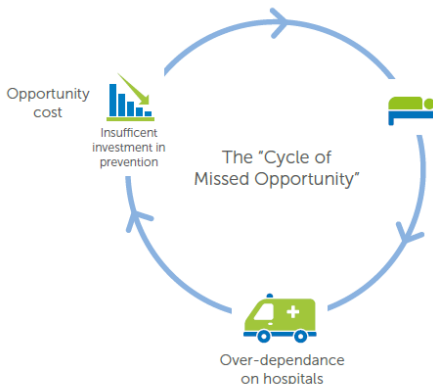 Opportunity
cost
Insufficent
investment in
prevention
The “Cycle of
Missed Opportunity”
Over-dependance
on hospitals